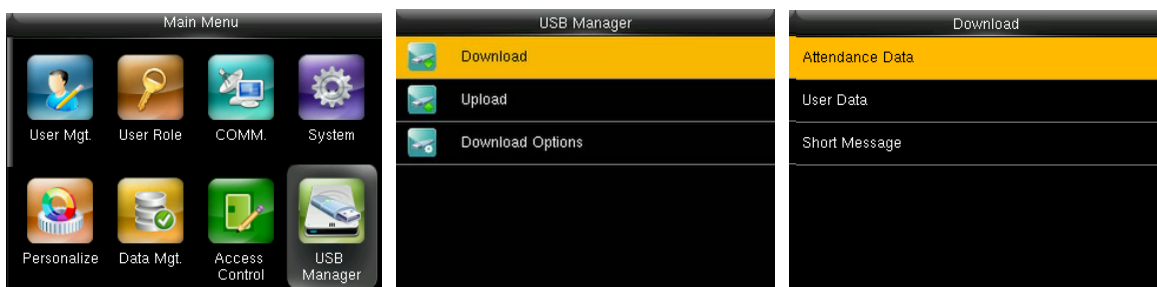 Main Menu
User Mgt.
User Role
COMM.
System
Personalize
Data Mgt.
Access
Control
USB
Manager
USB Manager
Download
Upload
Download Options
Download
Attendance Data
User Data
Short Message